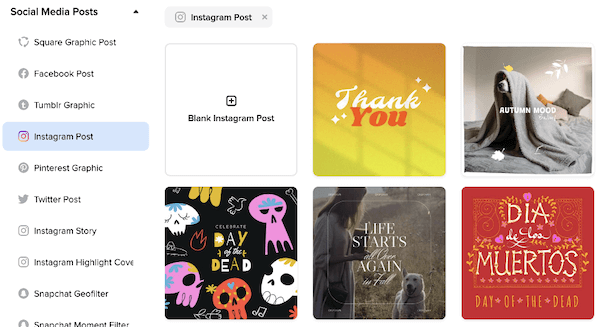 Social Media Posts
Square Graphic Post
Facebook Post
Tumblr Graphic
Instagram Post
Pinterest Graphic
Twitter Post
Instagram Story
Instagram Highlight Cove
Snapchat Geofilter
Snapchat Moment Filter
Instagram Post
Blank Instagram Post
Thank
You
AUTUMN MOOD
CELEBRATE
DAY
of the
DEAD
LIFE
STARTS
all Over
AGAIN
in Fall
DIA
de los
MUERTOS
DAY OF THE DEAD